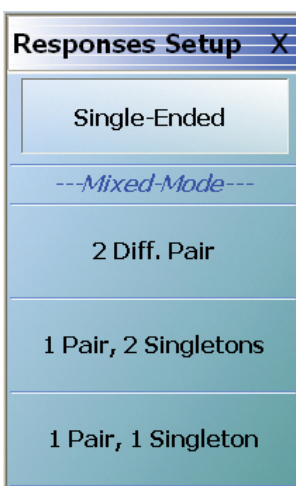 Responses Setup X
Single-Ended
---Mixed-Mode---
2 Diff. Pair
1 Pair, 2 Singletons
1 Pair, 1 Singleton